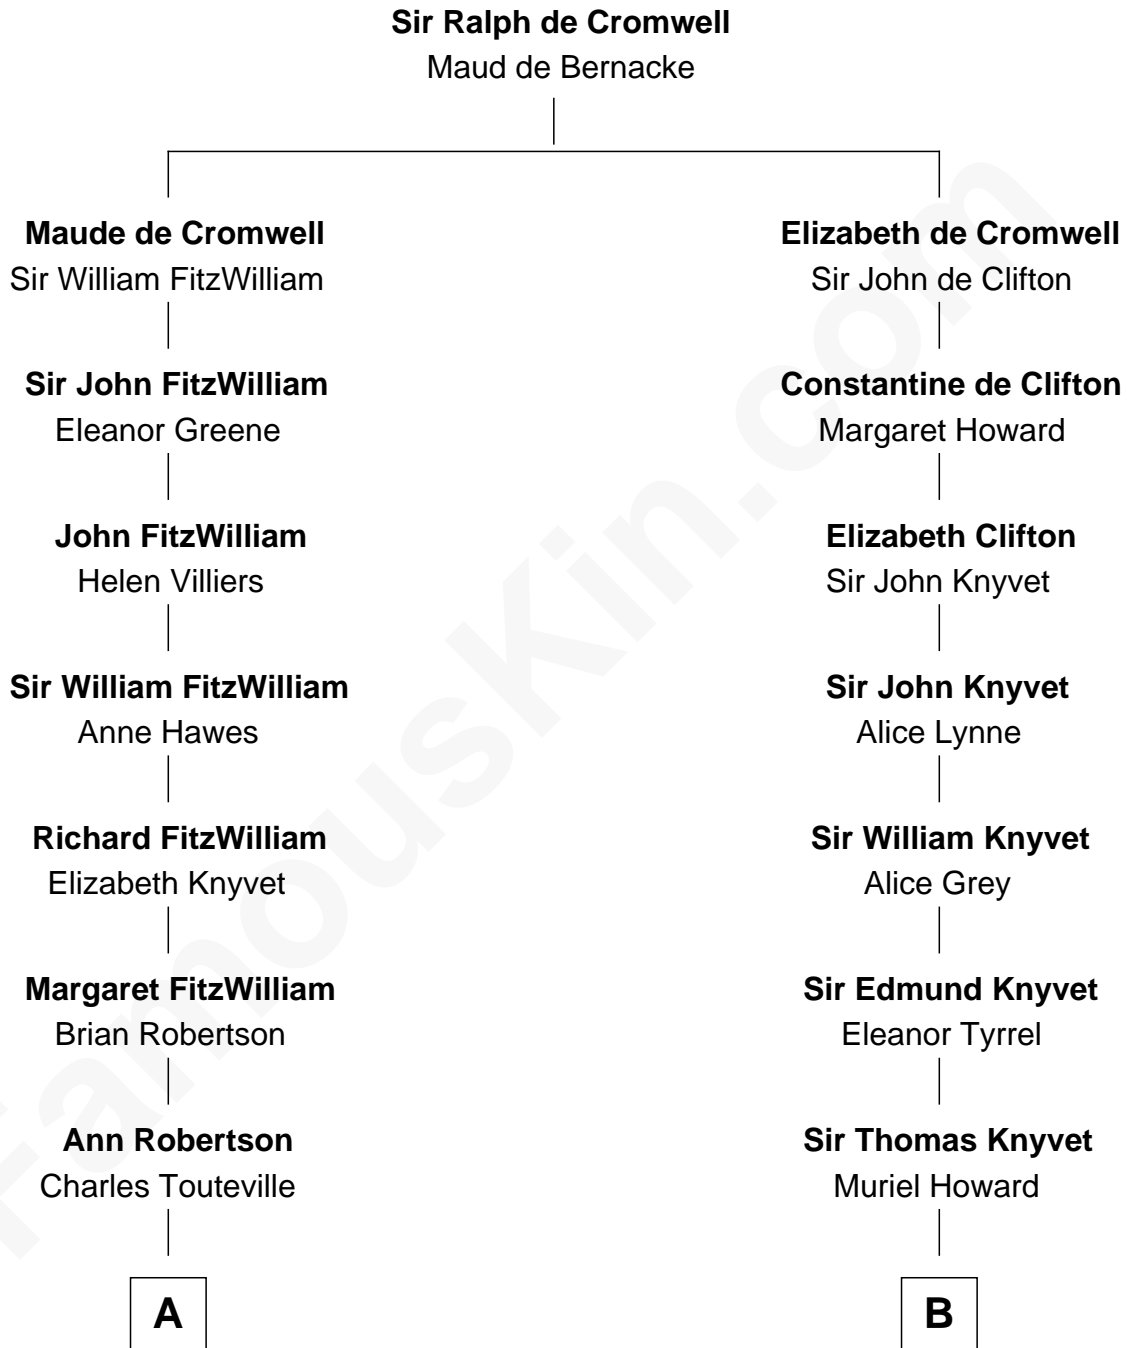 Sir Ralph de Cromwell
Maud de Bernacke
Maude de Cromwell
Sir William FitzWilliam
Elizabeth de Cromwell
Sir John de Clifton
Sir John FitzWilliam
Eleanor Greene
Constantine de Clifton
Margaret Howard
John FitzWilliam
Helen Villiers
Elizabeth Clifton
Sir John Knyvet
Sir William FitzWilliam
Anne Hawes
Sir John Knyvet
Alice Lynne
Richard FitzWilliam
Elizabeth Knyvet
Sir William Knyvet
Alice Grey
Margaret FitzWilliam
Brian Robertson
Sir Edmund Knyvet
Eleanor Tyrrel
Ann Robertson
Charles Touteville
Sir Thomas Knyvet
Muriel Howard
A
B
FamousKin.com